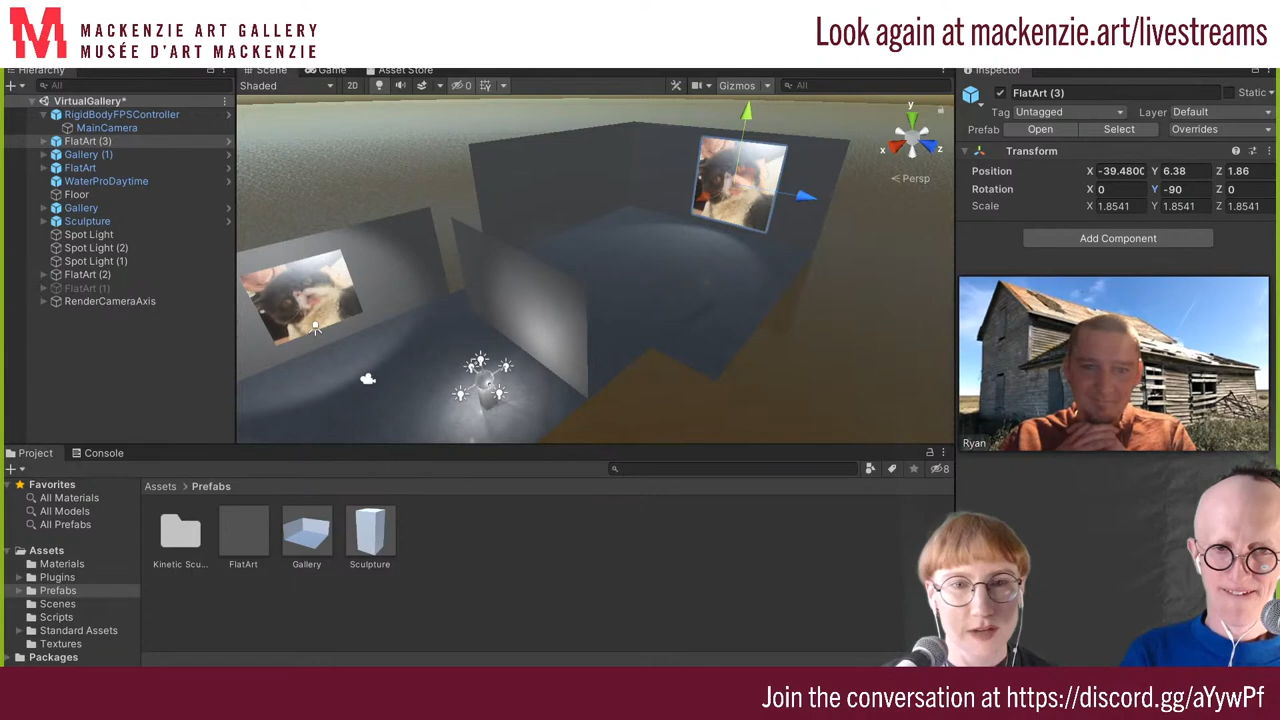 MACKENZIE ART GALLERY
MUSÉE D'ART MACKENZIE
Look again at mackenzie.art/livestreams
Hierarchy
Scene
Game
Asset Store
Inspector
All
Shaded
2D
0
Gizmos
All
FlatArt (3)
Static
Tag Untagged
Layer Default
Prefab Open Select Overrides
Transform
Position X -39.4800 Y 6.38 Z 1.86
Rotation X 0 Y -90 Z 0
Scale X 1.8541 Y 1.8541 Z 1.8541
Add Component
VirtualGallery*
RigidBodyFPSController
MainCamera
FlatArt (3)
Gallery (1)
FlatArt
WaterProDaytime
Floor
Gallery
Sculpture
Spot Light
Spot Light (2)
Spot Light (1)
FlatArt (2)
FlatArt (1)
RenderCameraAxis
y
x
z
Persp
Ryan
Project
Console
8
Favorites
All Materials
All Models
All Prefabs
Assets
Materials
Plugins
Prefabs
Scenes
Scripts
Standard Assets
Textures
Packages
Assets > Prefabs
Kinetic Scu...
FlatArt
Gallery
Sculpture
Join the conversation at https://discord.gg/aYywPf